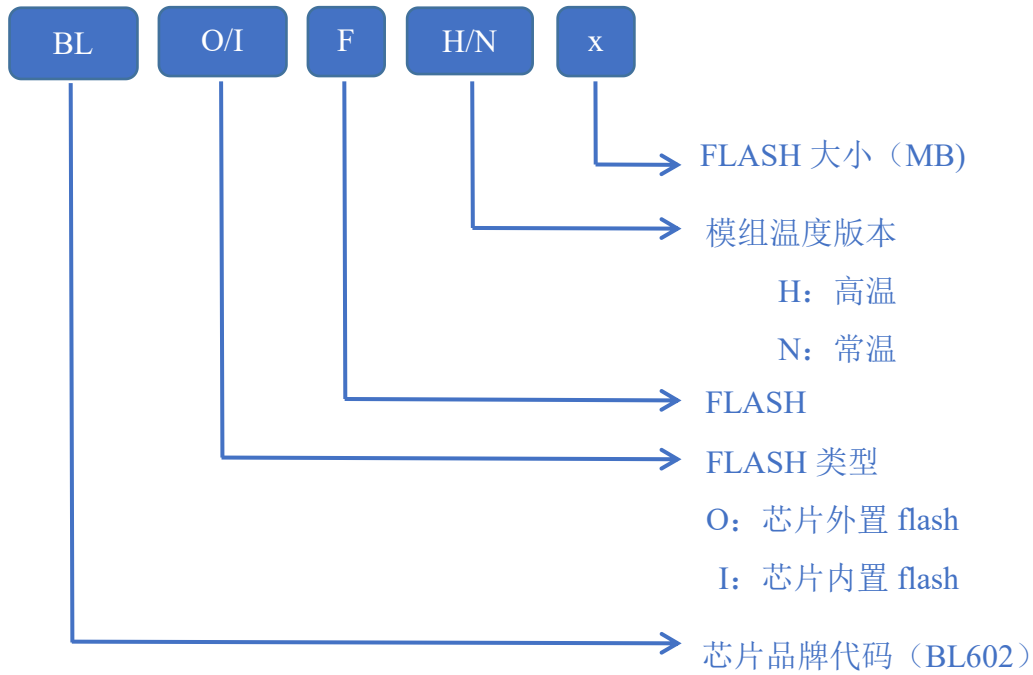 BL O/I F H/N x
FLASH 大小（MB)
模组温度版本
H：高温
N：常温
FLASH
FLASH 类型
O：芯片外置 flash
I：芯片内置 flash
芯片品牌代码（BL602）